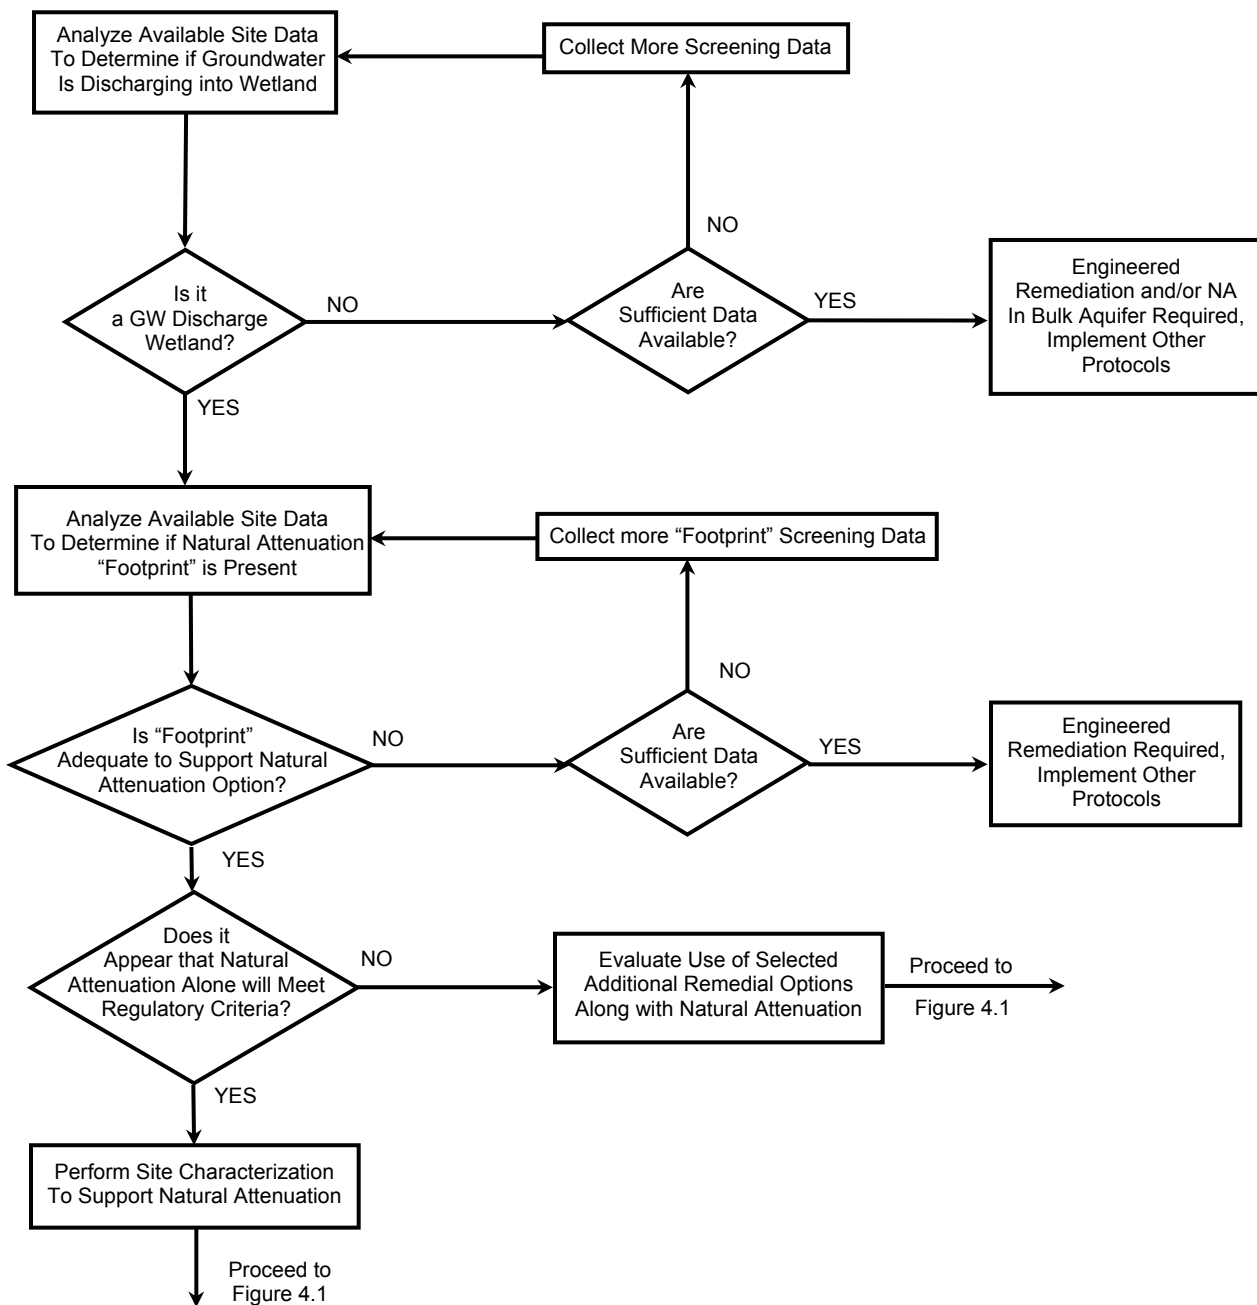 Analyze Available Site Data
To Determine if Groundwater
Is Discharging into Wetland
Collect More Screening Data
NO
Is it
a GW Discharge
Wetland?
NO
Are
Sufficient Data
Available?
YES
Engineered
Remediation and/or NA
In Bulk Aquifer Required,
Implement Other
Protocols
YES
Analyze Available Site Data
To Determine if Natural Attenuation
“Footprint” is Present
Collect more “Footprint” Screening Data
NO
Is “Footprint”
Adequate to Support Natural
Attenuation Option?
NO
Are
Sufficient Data
Available?
YES
Engineered
Remediation Required,
Implement Other
Protocols
YES
Does it
Appear that Natural
Attenuation Alone will Meet
Regulatory Criteria?
NO
Evaluate Use of Selected
Additional Remedial Options
Along with Natural Attenuation
Proceed to
Figure 4.1
YES
Perform Site Characterization
To Support Natural Attenuation
Proceed to
Figure 4.1